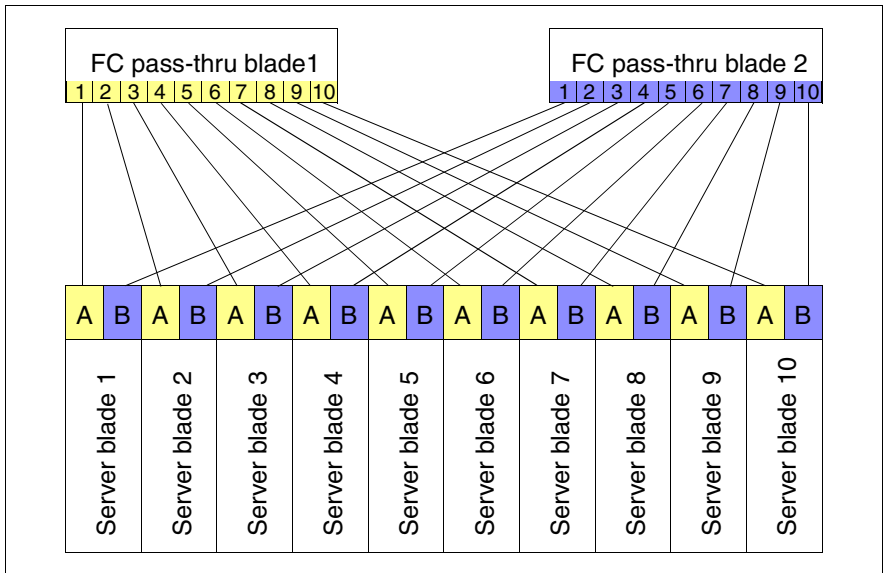 FC pass-thru blade1
1 2 3 4 5 6 7 8 9 10
FC pass-thru blade 2
1 2 3 4 5 6 7 8 9 10
A B A B A B A B A B A B A B A B A B A B
Server blade 1
Server blade 2
Server blade 3
Server blade 4
Server blade 5
Server blade 6
Server blade 7
Server blade 8
Server blade 9
Server blade 10